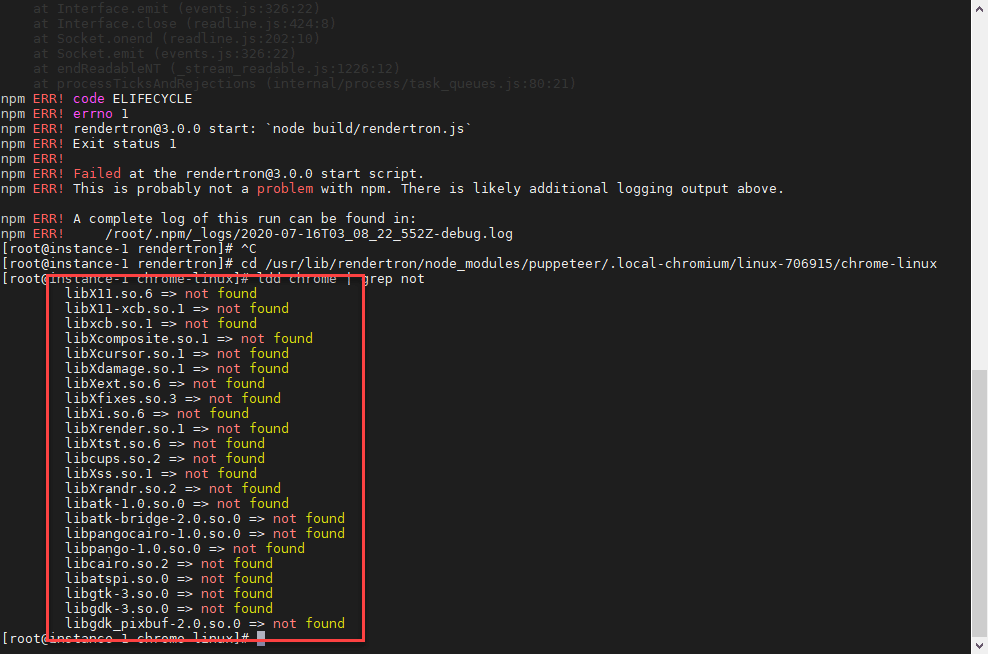 at Interface.emit (events.js:326:22)
at Interface.close (readline.js:424:8)
at Socket.onend (readline.js:202:10)
at Socket.emit (events.js:326:22)
at endReadableNT (_stream_readable.js:1226:12)
at processTicksAndRejections (internal/process/task_queues.js:80:21)
npm ERR! code ELIFECYCLE
npm ERR! errno 1
npm ERR! rendertron@3.0.0 start: `node build/rendertron.js`
npm ERR! Exit status 1
npm ERR!
npm ERR! Failed at the rendertron@3.0.0 start script.
npm ERR! This is probably not a problem with npm. There is likely additional logging output above.
npm ERR! A complete log of this run can be found in:
npm ERR!     /root/.npm/_logs/2020-07-16T03_08_22_552Z-debug.log
[root@instance-1 rendertron]# ^C
[root@instance-1 rendertron]# cd /usr/lib/rendertron/node_modules/puppeteer/.local-chromium/linux-706915/chrome-linux
[root@instance-1 chrome-linux]# ldd chrome | grep not
libX11.so.6 => not found
libX11-xcb.so.1 => not found
libxcb.so.1 => not found
libXcomposite.so.1 => not found
libXcursor.so.1 => not found
libXdamage.so.1 => not found
libXext.so.6 => not found
libXfixes.so.3 => not found
libXi.so.6 => not found
libXrender.so.1 => not found
libXtst.so.6 => not found
libcups.so.2 => not found
libXss.so.1 => not found
libXrandr.so.2 => not found
libatk-1.0.so.0 => not found
libatk-bridge-2.0.so.0 => not found
libpangocairo-1.0.so.0 => not found
libpango-1.0.so.0 => not found
libcairo.so.2 => not found
libatspi.so.0 => not found
libgtk-3.so.0 => not found
libgdk-3.so.0 => not found
libgdk_pixbuf-2.0.so.0 => not found
[root@instance-1 chrome-linux]#